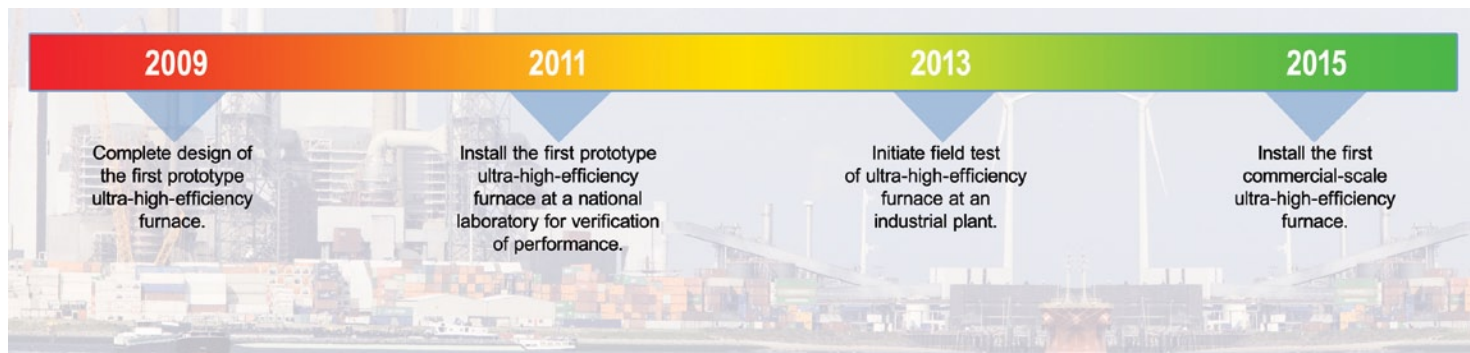 2009 2011 2013 2015
Complete design of
the first prototype
ultra-high-efficiency
furnace.
Install the first prototype
ultra-high-efficiency
furnace at a national
laboratory for verification
of performance.
Initiate field test
of ultra-high-efficiency
furnace at an
industrial plant.
Install the first
commercial-scale
ultra-high-efficiency
furnace.